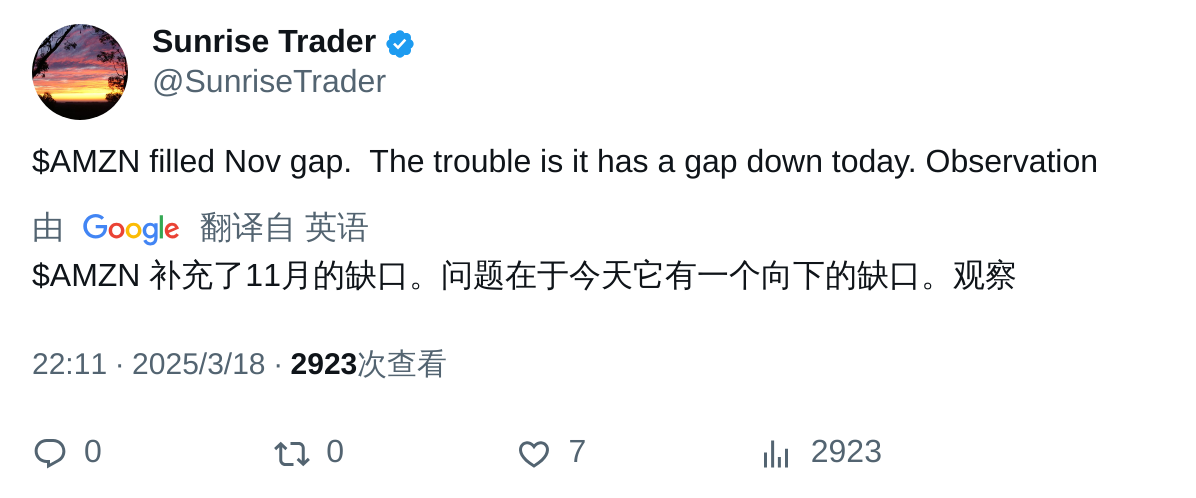 Sunrise Trader
@SunriseTrader
$AMZN filled Nov gap.  The trouble is it has a gap down today. Observation
由 Google 翻译自 英语
$AMZN 补充了11月的缺口。问题在于今天它有一个向下的缺口。观察
22:11 · 2025/3/18 · 2923次查看
0 0 7 2923